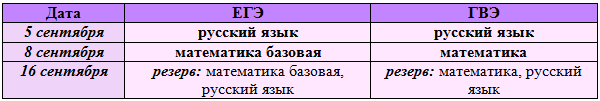 Дата ЕГЭ ГВЭ
5 сентября русский язык русский язык
8 сентября математика базовая математика
16 сентября резерв: математика базовая, резерв: математика, русский
русский язык язык